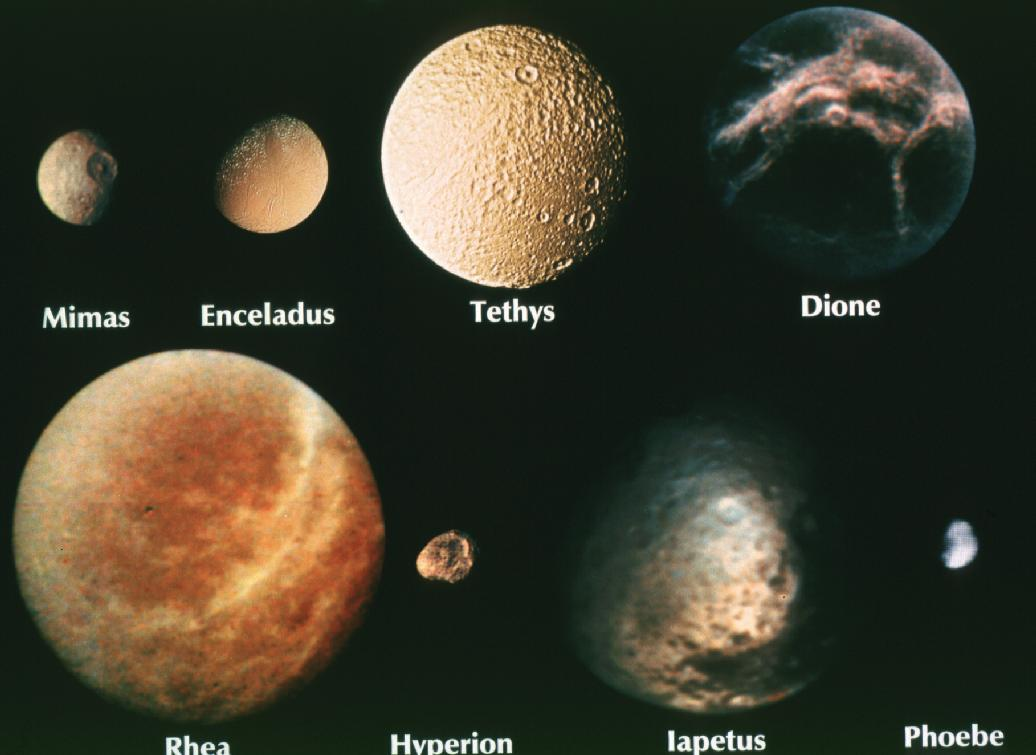 Mimas
Enceladus
Tethys
Dione
Rhea
Hyperion
Iapetus
Phoebe